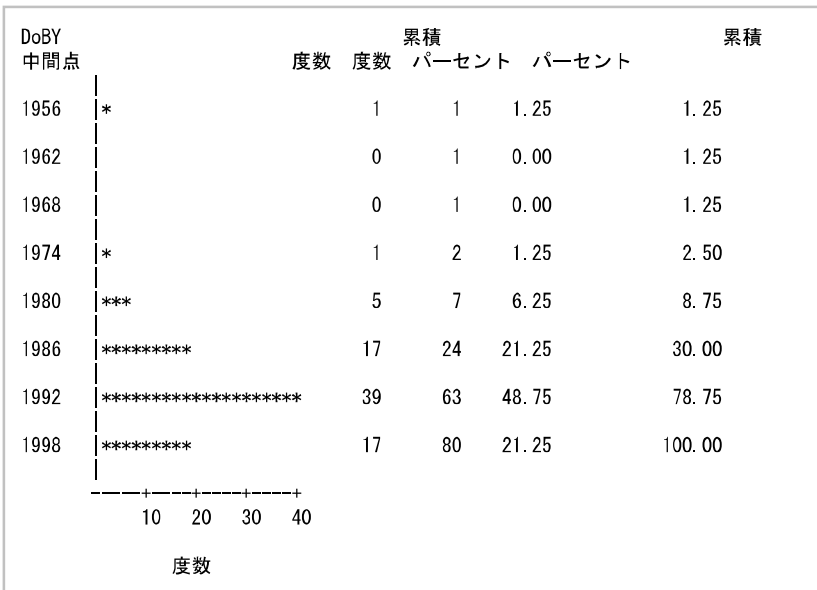 DoBY 累積 累積
中間点 度数 度数 パーセント パーセント
1956 |* 1 1 1.25 1.25
1962 | 0 1 0.00 1.25
1968 | 0 1 0.00 1.25
1974 |* 1 2 1.25 2.50
1980 |*** 5 7 6.25 8.75
1986 |********* 17 24 21.25 30.00
1992 |******************** 39 63 48.75 78.75
1998 |********* 17 80 21.25 100.00
-----+----+----+----+
10 20 30 40
度数